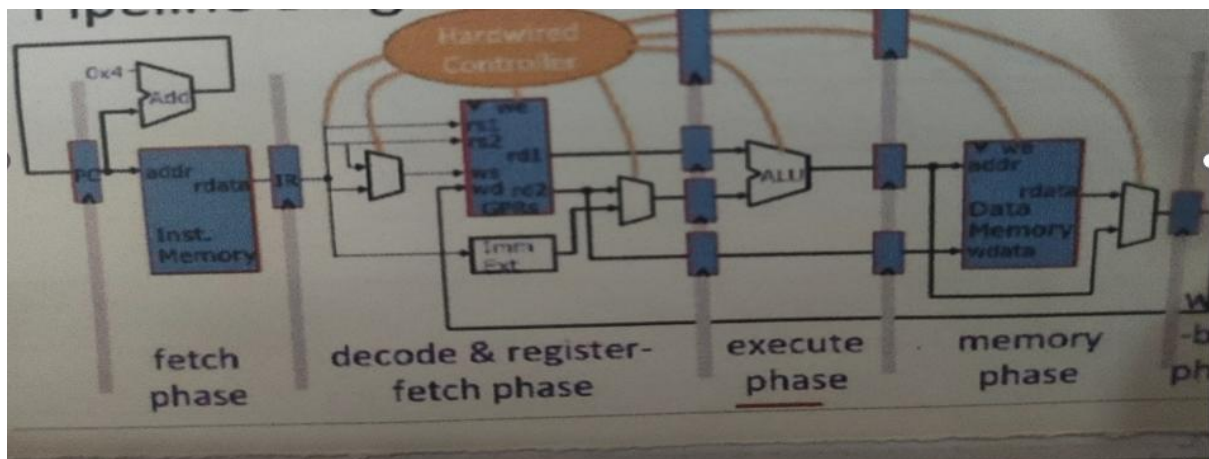 Hardwired
Controller
0x4
Add
PC
addr
rdata
Inst.
Memory
IR
we
rs1
rs2
rd1
ws
wd rd2
GPRs
Imm
Ext
ALU
we
addr
rdata
Data
Memory
wdata
fetch
phase
decode & register-
fetch phase
execute
phase
memory
phase
W
-b
ph